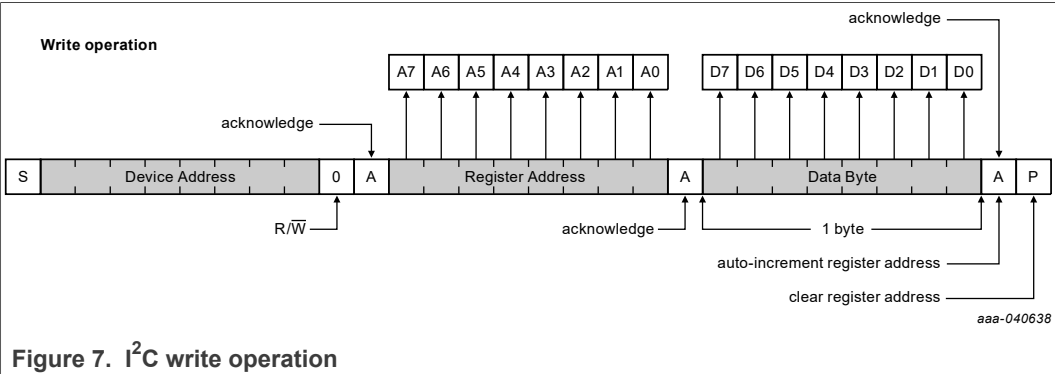 acknowledge
Write operation
A7 A6 A5 A4 A3 A2 A1 A0 D7 D6 D5 D4 D3 D2 D1 D0
acknowledge
S Device Address 0 A Register Address A Data Byte A P
R/W̅ acknowledge 1 byte
auto-increment register address
clear register address
aaa-040638
Figure 7. I²C write operation